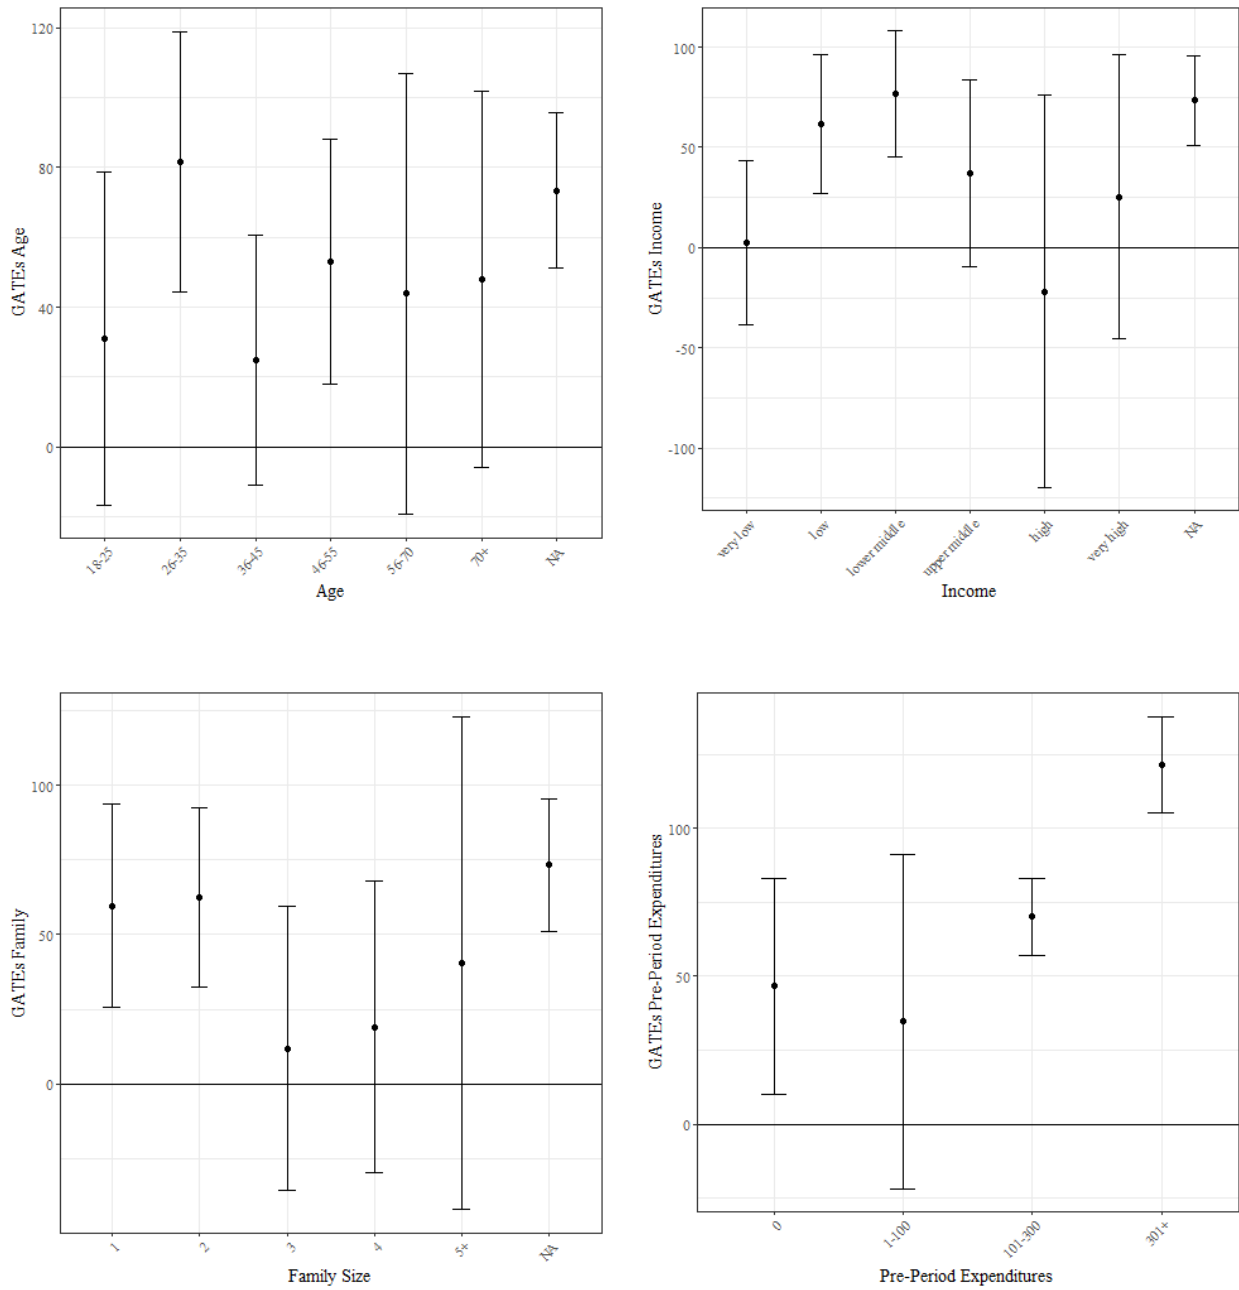 GATEs Age
120
80
40
0
18-25 26-35 36-45 46-55 56-70 70+ NA
Age
GATEs Income
100
50
0
-50
-100
very low low lower middle upper middle high very high NA
Income
GATEs Family
100
50
0
1 2 3 4 5+ NA
Family Size
GATEs Pre-Period Expenditures
100
50
0
0 1-100 101-300 301+
Pre-Period Expenditures